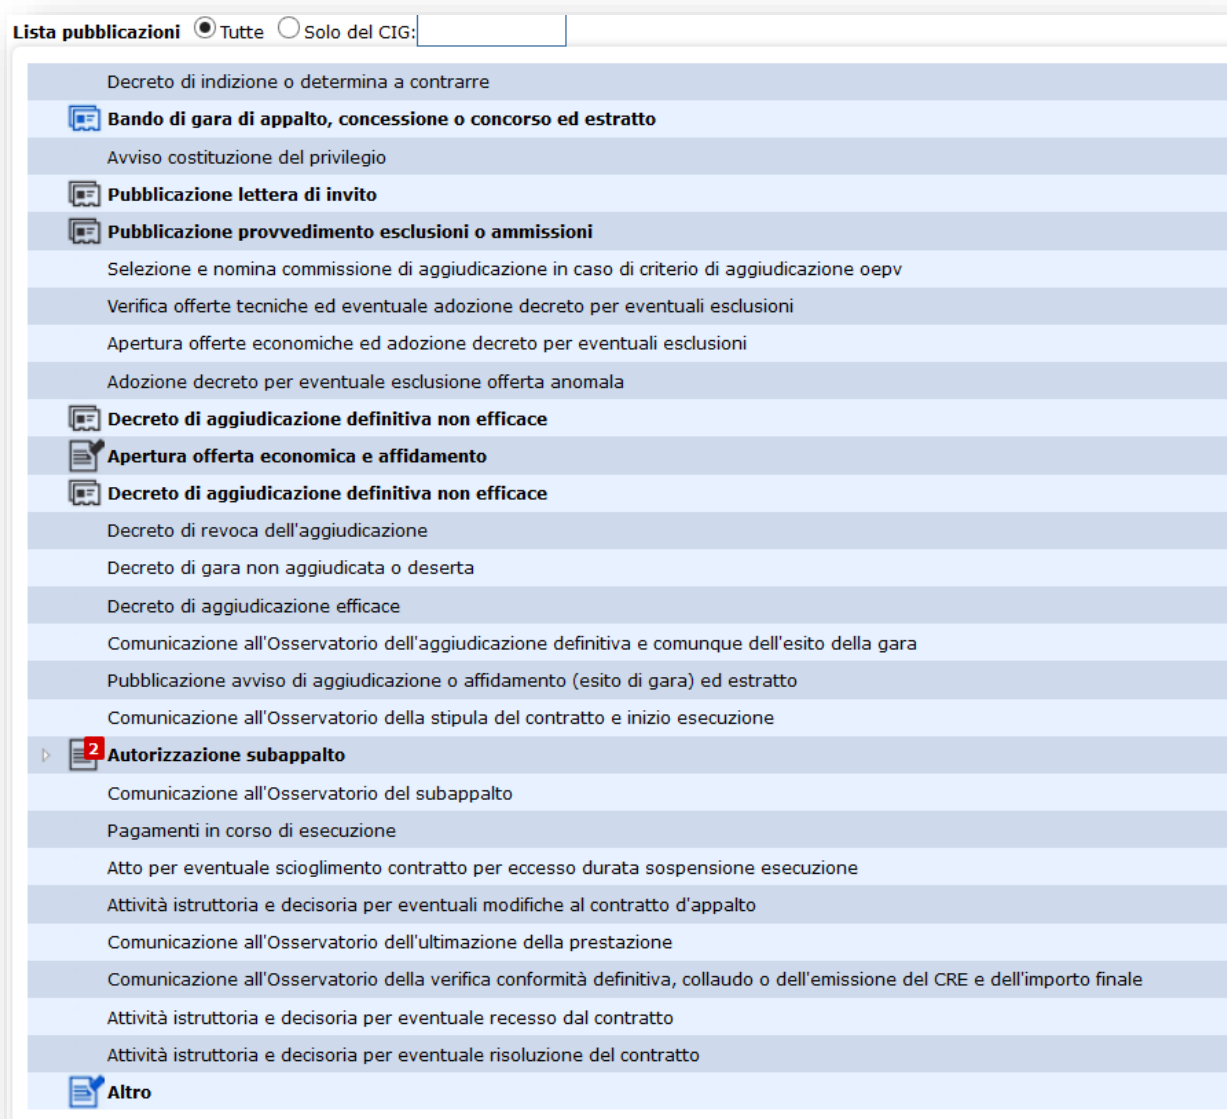 Lista pubblicazioni Tutte Solo del CIG:
Decreto di indizione o determina a contrarre
Bando di gara di appalto, concessione o concorso ed estratto
Avviso costituzione del privilegio
Pubblicazione lettera di invito
Pubblicazione provvedimento esclusioni o ammissioni
Selezione e nomina commissione di aggiudicazione in caso di criterio di aggiudicazione oepv
Verifica offerte tecniche ed eventuale adozione decreto per eventuali esclusioni
Apertura offerte economiche ed adozione decreto per eventuali esclusioni
Adozione decreto per eventuale esclusione offerta anomala
Decreto di aggiudicazione definitiva non efficace
Apertura offerta economica e affidamento
Decreto di aggiudicazione definitiva non efficace
Decreto di revoca dell'aggiudicazione
Decreto di gara non aggiudicata o deserta
Decreto di aggiudicazione efficace
Comunicazione all'Osservatorio dell'aggiudicazione definitiva e comunque dell'esito della gara
Pubblicazione avviso di aggiudicazione o affidamento (esito di gara) ed estratto
Comunicazione all'Osservatorio della stipula del contratto e inizio esecuzione
2 Autorizzazione subappalto
Comunicazione all'Osservatorio del subappalto
Pagamenti in corso di esecuzione
Atto per eventuale scioglimento contratto per eccesso durata sospensione esecuzione
Attività istruttoria e decisoria per eventuali modifiche al contratto d'appalto
Comunicazione all'Osservatorio dell'ultimazione della prestazione
Comunicazione all'Osservatorio della verifica conformità definitiva, collaudo o dell'emissione del CRE e dell'importo finale
Attività istruttoria e decisoria per eventuale recesso dal contratto
Attività istruttoria e decisoria per eventuale risoluzione del contratto
Altro